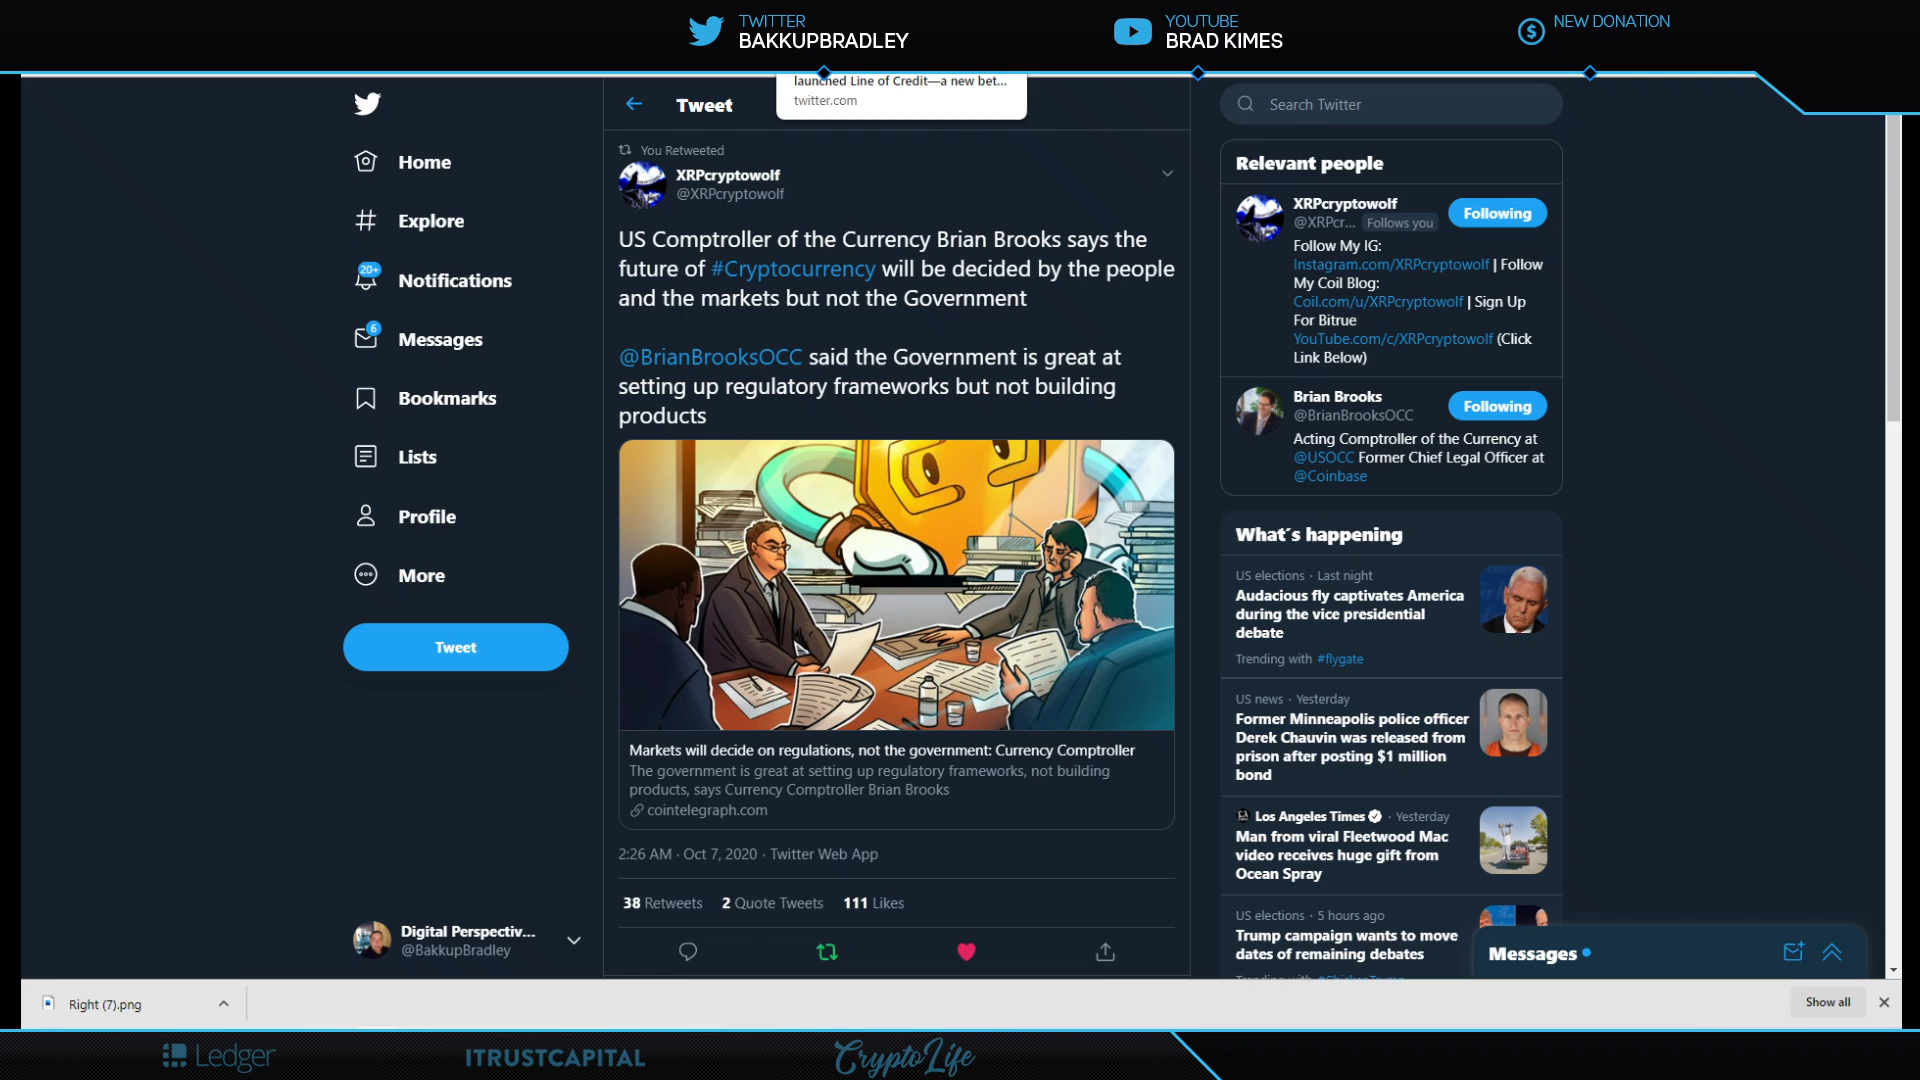 TWITTER
BAKKUPBRADLEY
YOUTUBE
BRAD KIMES
NEW DONATION
launched Line of Credit—a new bet...
twitter.com
Home
Explore
20+
Notifications
6
Messages
Bookmarks
Lists
Profile
More
Tweet
Digital Perspectiv...
@BakkupBradley
Tweet
You Retweeted
XRPcryptowolf
@XRPcryptowolf
US Comptroller of the Currency Brian Brooks says the
future of #Cryptocurrency will be decided by the people
and the markets but not the Government
@BrianBrooksOCC said the Government is great at
setting up regulatory frameworks but not building
products
Markets will decide on regulations, not the government: Currency Comptroller
The government is great at setting up regulatory frameworks, not building
products, says Currency Comptroller Brian Brooks
cointelegraph.com
2:26 AM · Oct 7, 2020 · Twitter Web App
38 Retweets 2 Quote Tweets 111 Likes
Search Twitter
Relevant people
XRPcryptowolf
@XRPcr... Follows you
Following
Follow My IG:
Instagram.com/XRPcryptowolf | Follow
My Coil Blog:
Coil.com/u/XRPcryptowolf | Sign Up
For Bitrue
YouTube.com/c/XRPcryptowolf (Click
Link Below)
Brian Brooks
@BrianBrooksOCC
Following
Acting Comptroller of the Currency at
@USOCC Former Chief Legal Officer at
@Coinbase
What's happening
US elections · Last night
Audacious fly captivates America
during the vice presidential
debate
Trending with #flygate
US news · Yesterday
Former Minneapolis police officer
Derek Chauvin was released from
prison after posting $1 million
bond
Los Angeles Times · Yesterday
Man from viral Fleetwood Mac
video receives huge gift from
Ocean Spray
US elections · 5 hours ago
Trump campaign wants to move
dates of remaining debates
Trending with #ChickenTrump
Messages
Right (7).png
Show all
Ledger
ITRUSTCAPITAL
CryptoLife